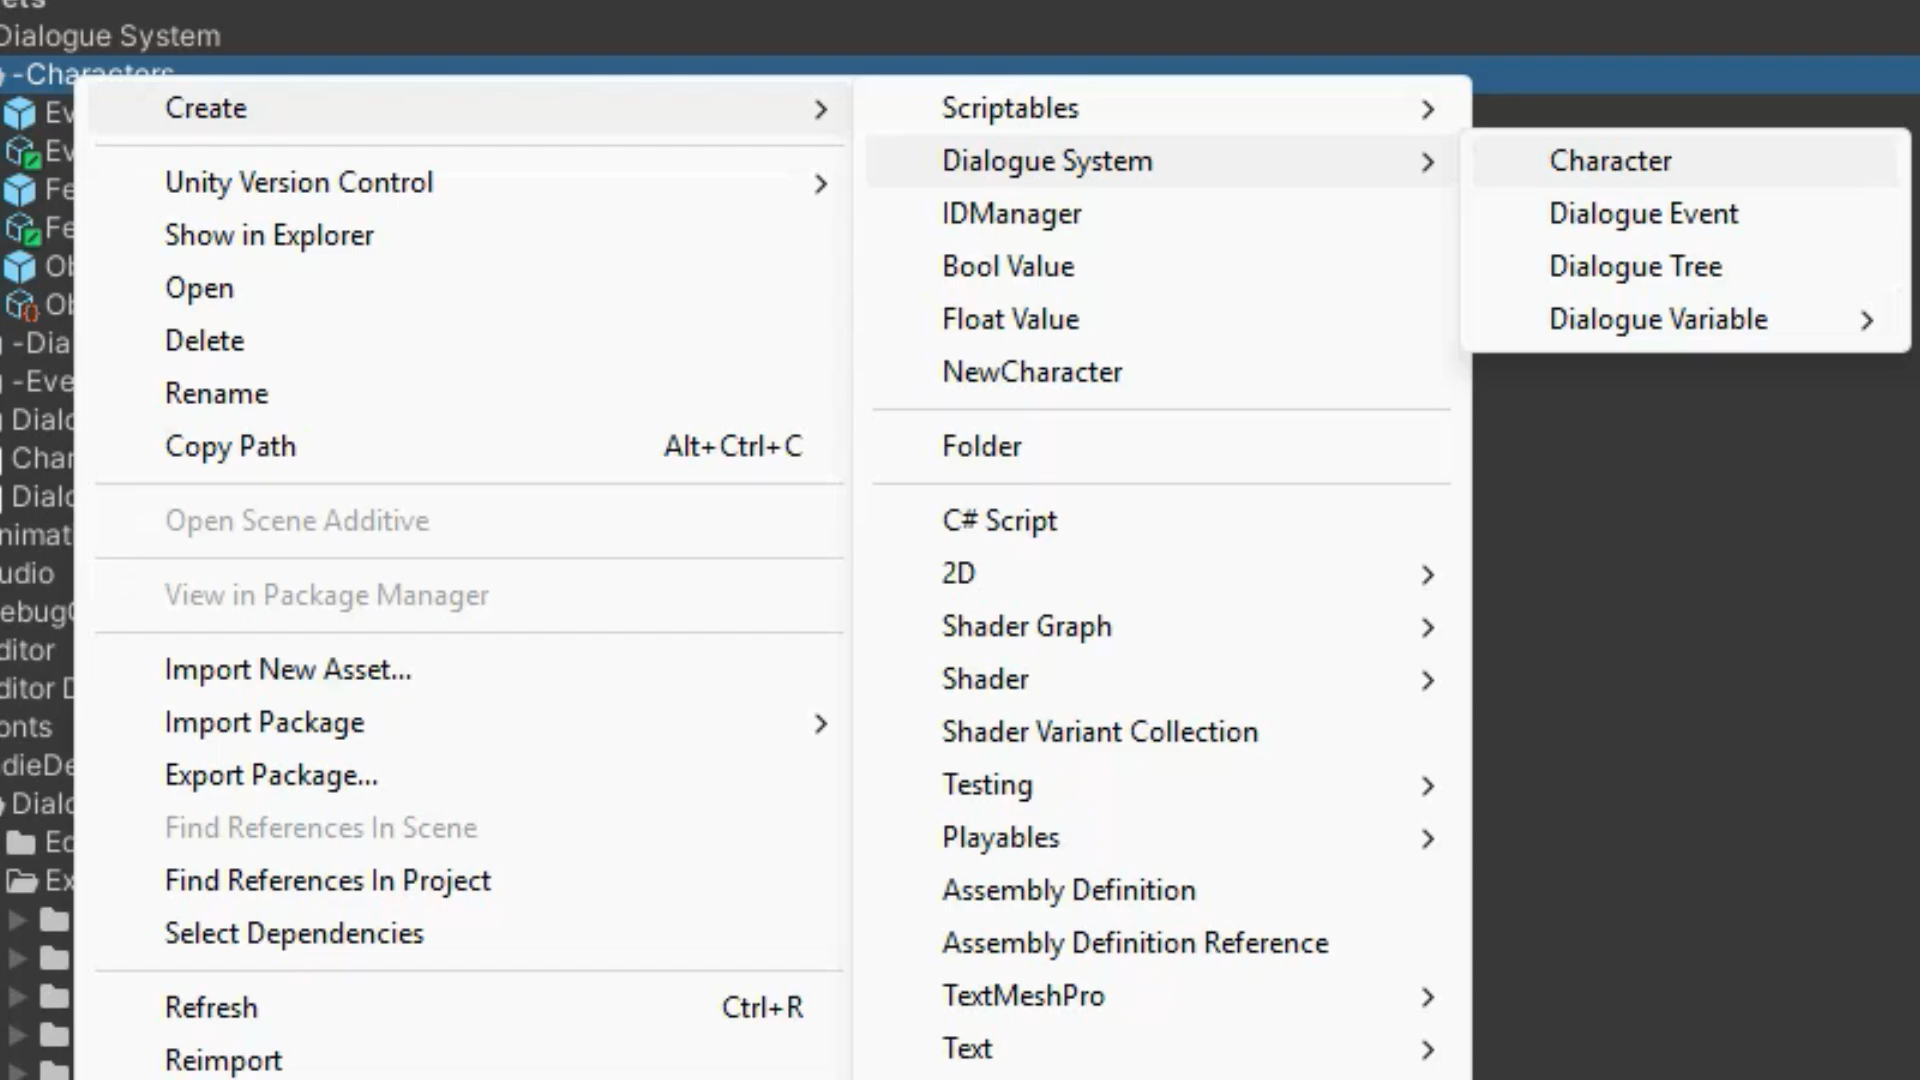 Dialogue System
-Characters
Create
Unity Version Control
Show in Explorer
Open
Delete
Rename
Copy Path Alt+Ctrl+C
Open Scene Additive
View in Package Manager
Import New Asset...
Import Package
Export Package...
Find References In Scene
Find References In Project
Select Dependencies
Refresh Ctrl+R
Reimport
Scriptables
Dialogue System
IDManager
Bool Value
Float Value
NewCharacter
Folder
C# Script
2D
Shader Graph
Shader
Shader Variant Collection
Testing
Playables
Assembly Definition
Assembly Definition Reference
TextMeshPro
Text
Character
Dialogue Event
Dialogue Tree
Dialogue Variable